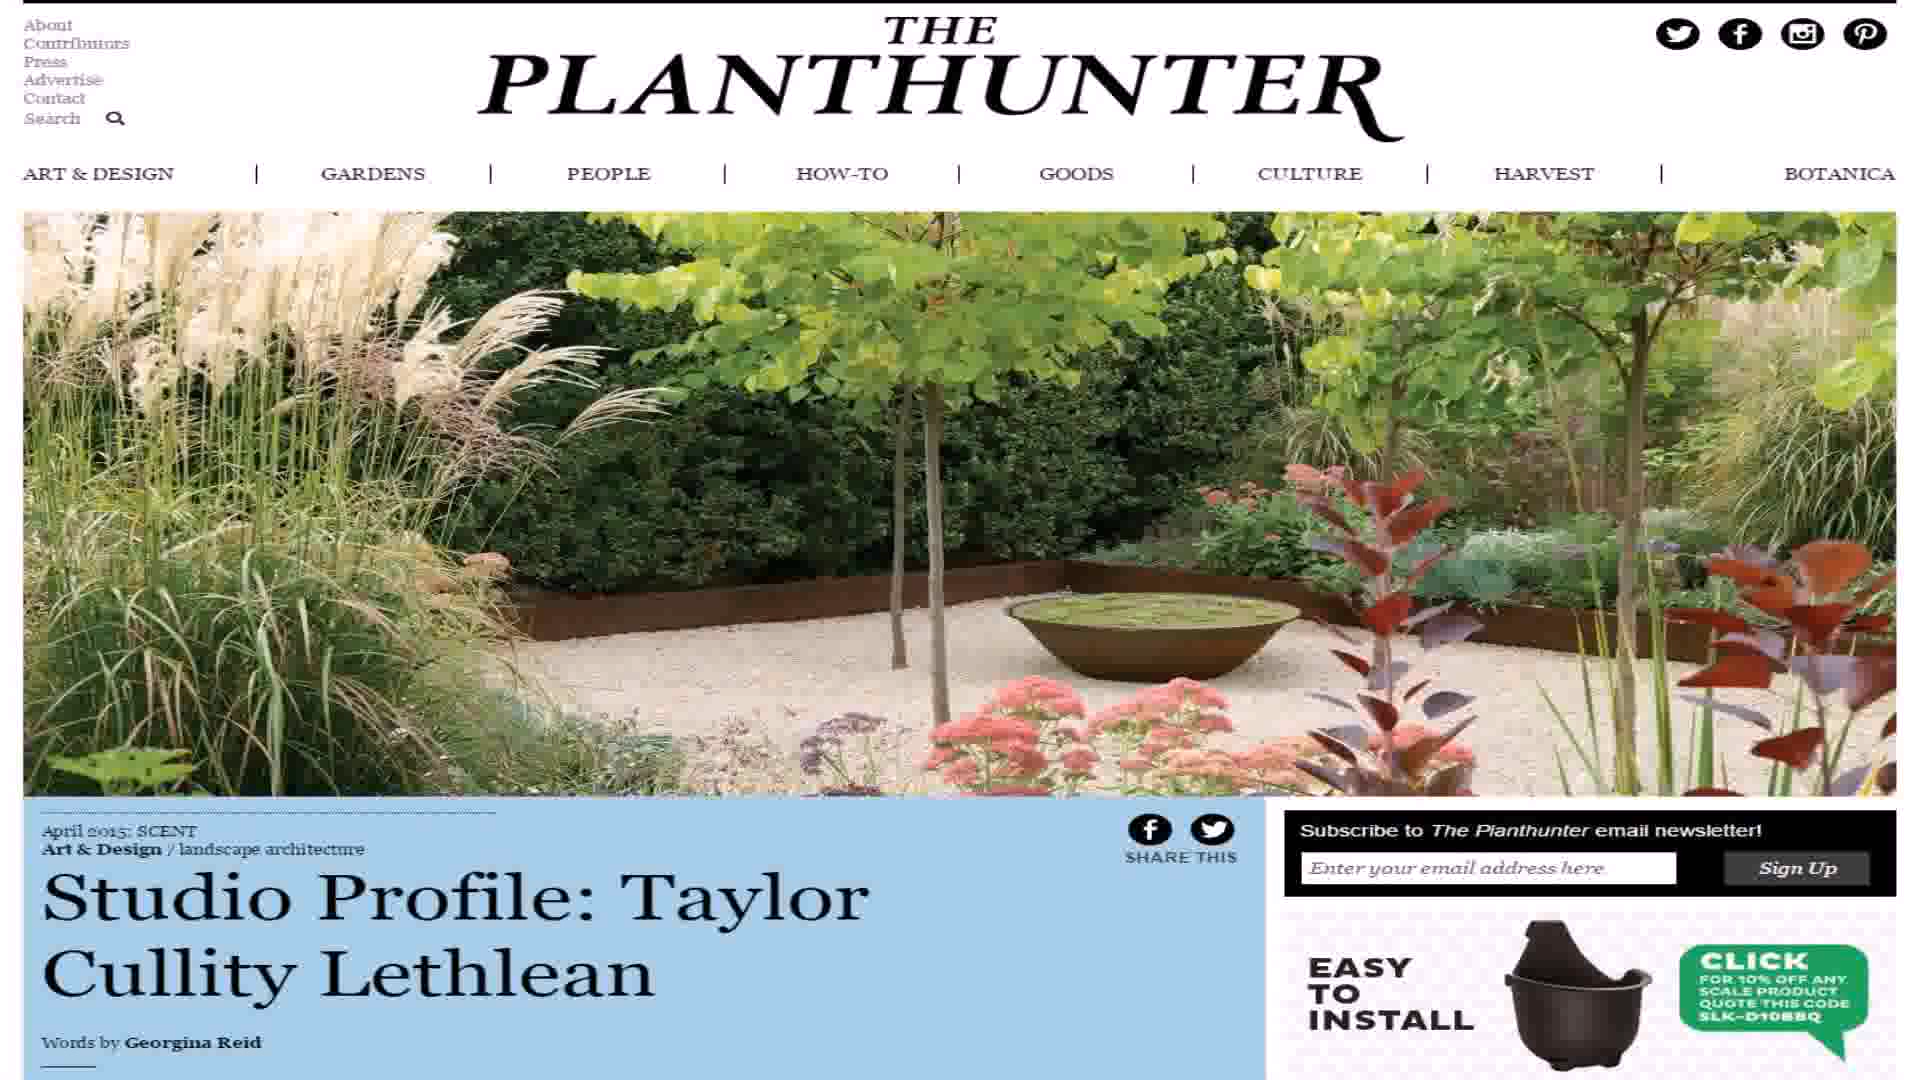 About
Contributors
Press
Advertise
Contact
Search
THE
PLANTHUNTER
ART & DESIGN | GARDENS | PEOPLE | HOW-TO | GOODS | CULTURE | HARVEST | BOTANICA
April 2015: SCENT
Art & Design / landscape architecture
SHARE THIS
Studio Profile: Taylor
Cullity Lethlean
Words by Georgina Reid
Subscribe to The Planthunter email newsletter!
Enter your email address here.
Sign Up
EASY
TO
INSTALL
CLICK
FOR 10% OFF ANY
SCALE PRODUCT
QUOTE THIS CODE
SLK-D10BBQ